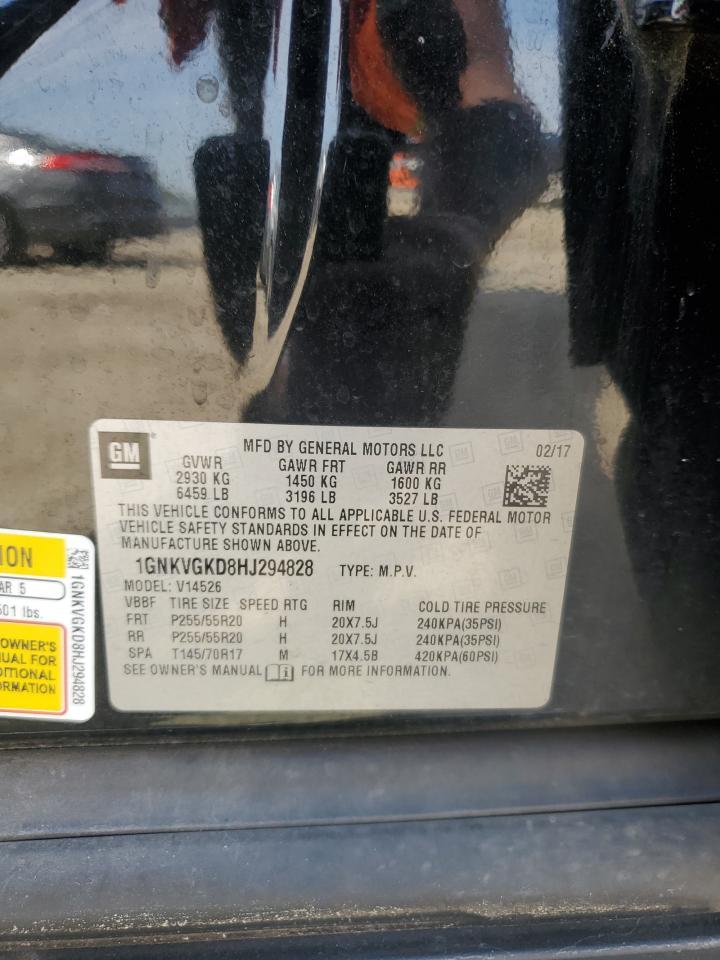 GM
MFD BY GENERAL MOTORS LLC 02/17
GVWR GAWR FRT GAWR RR
2930 KG 1450 KG 1600 KG
6459 LB 3196 LB 3527 LB
THIS VEHICLE CONFORMS TO ALL APPLICABLE U.S. FEDERAL MOTOR
VEHICLE SAFETY STANDARDS IN EFFECT ON THE DATE OF
MANUFACTURE SHOWN ABOVE.
1GNKVGKD8HJ294828 TYPE: M.P.V.
MODEL: V14526
VBBF TIRE SIZE SPEED RTG RIM COLD TIRE PRESSURE
FRT P255/55R20 H 20X7.5J 240KPA(35PSI)
RR P255/55R20 H 20X7.5J 240KPA(35PSI)
SPA T145/70R17 M 17X4.5B 420KPA(60PSI)
SEE OWNER'S MANUAL i FOR MORE INFORMATION.
ION
AR 5
501 lbs.
OWNER'S
UAL FOR
DITIONAL
RMATION
1GNKVGKD8HJ294828